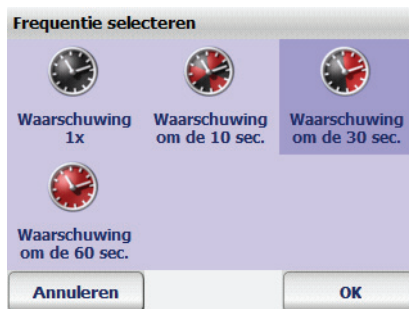 Frequentie selecteren
Waarschuwing
1x
Waarschuwing
om de 10 sec.
Waarschuwing
om de 30 sec.
Waarschuwing
om de 60 sec.
Annuleren
OK